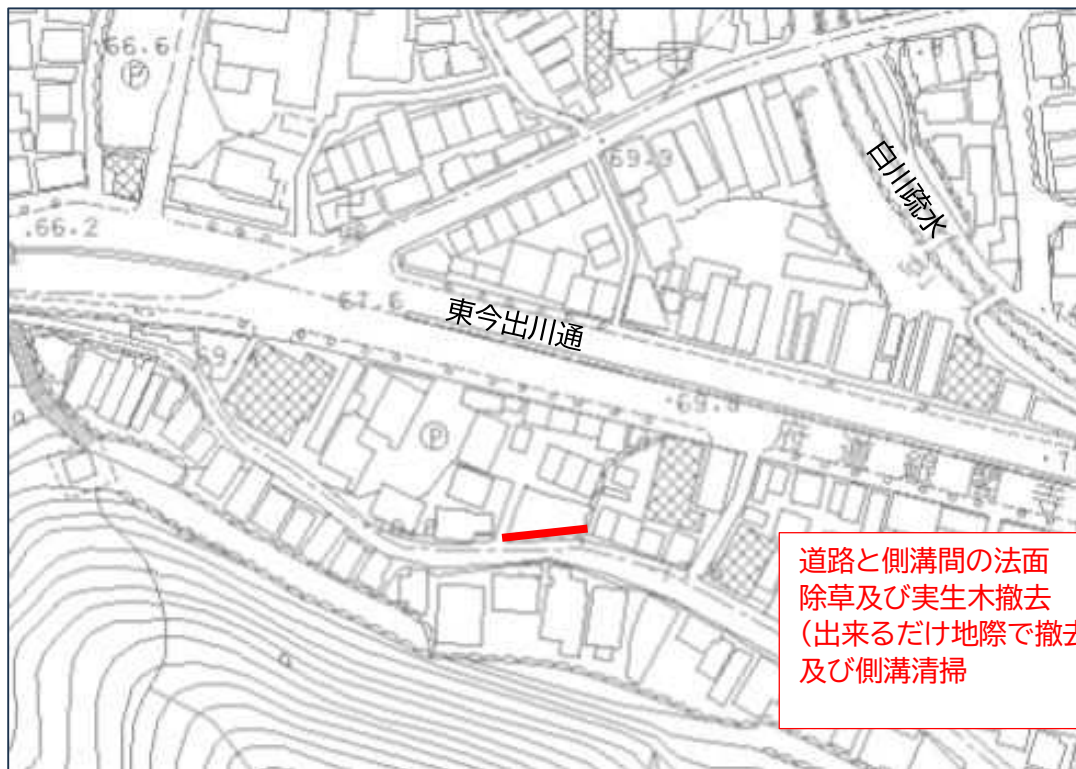 66.6
P
69.3
白川疏水
66.2
67.6
東今出川通
69.8
P
道路と側溝間の法面
除草及び実生木撤去
(出来るだけ地際で撤去
及び側溝清掃